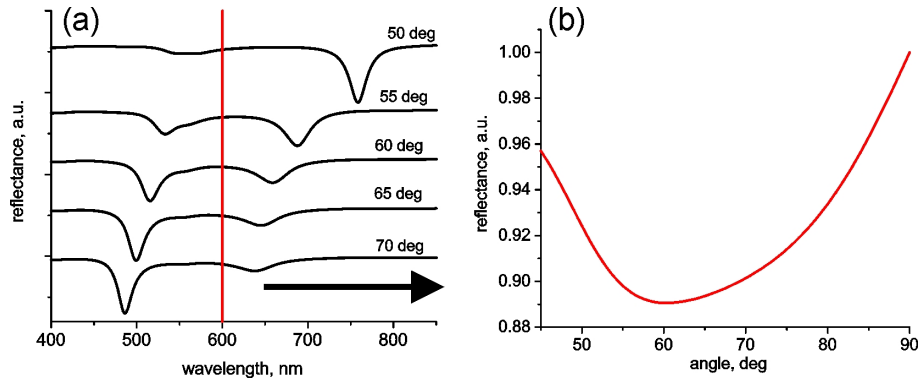 (a)
50 deg
55 deg
60 deg
65 deg
70 deg
reflectance, a.u.
400 500 600 700 800
wavelength, nm
(b)
1.00
0.98
0.96
0.94
0.92
0.90
0.88
reflectance, a.u.
50 60 70 80 90
angle, deg